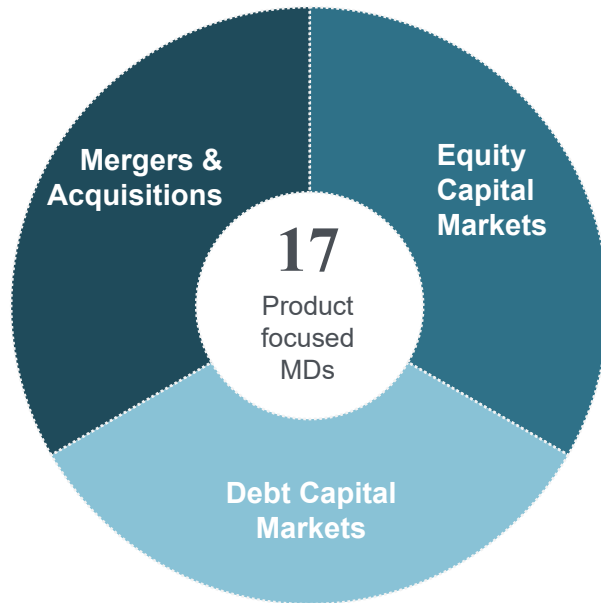 Mergers &
Acquisitions
Equity
Capital
Markets
17
Product
focused
MDs
Debt Capital
Markets